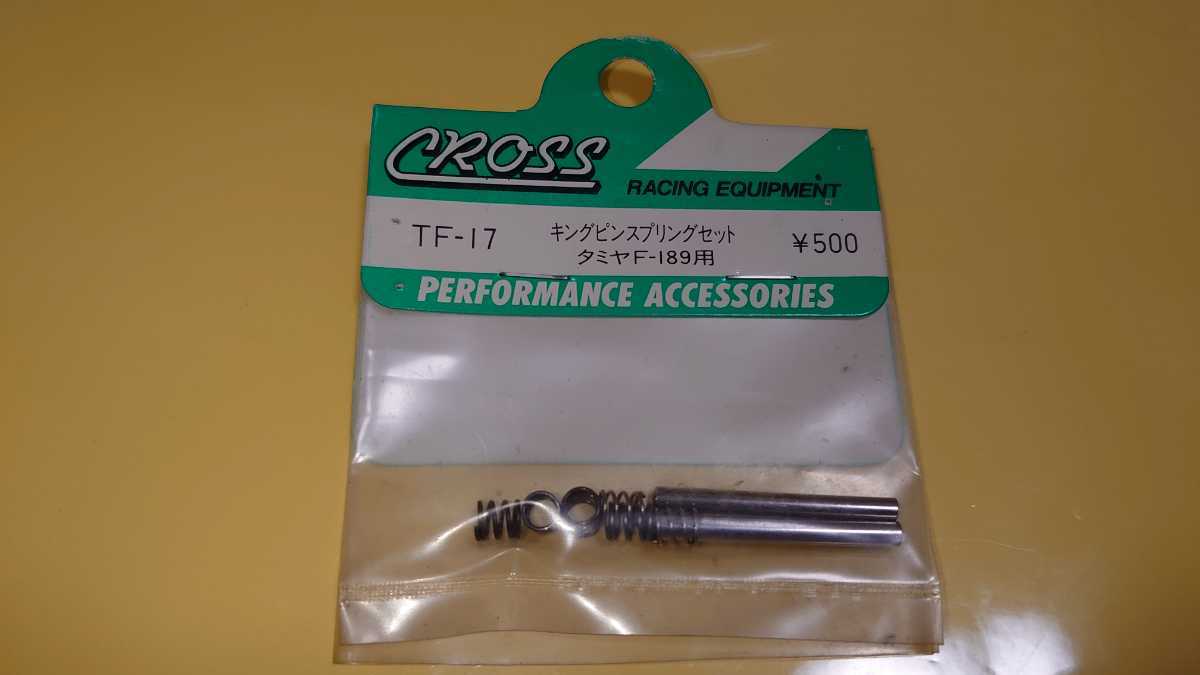 CROSS
RACING EQUIPMENT
TF-17 キングピンスプリングセット ¥500
タミヤF-189用
PERFORMANCE ACCESSORIES